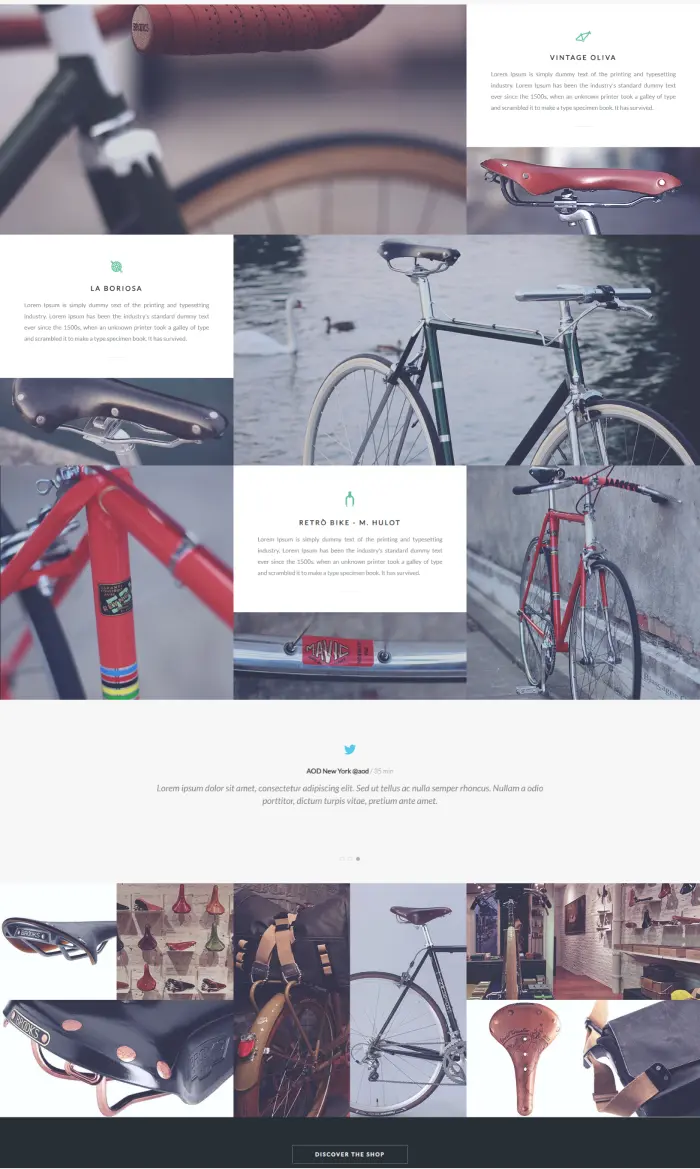 BROOKS
VINTAGE OLIVA
Lorem Ipsum is simply dummy text of the printing and typesetting
industry. Lorem Ipsum has been the industry's standard dummy text
ever since the 1500s, when an unknown printer took a galley of type
and scrambled it to make a type specimen book. It has survived.
LA BORIOSA
Lorem Ipsum is simply dummy text of the printing and typesetting
industry. Lorem Ipsum has been the industry's standard dummy text
ever since the 1500s, when an unknown printer took a galley of type
and scrambled it to make a type specimen book. It has survived.
RETRÒ BIKE - M. HULOT
Lorem Ipsum is simply dummy text of the printing and typesetting
industry. Lorem Ipsum has been the industry's standard dummy text
ever since the 1500s, when an unknown printer took a galley of type
and scrambled it to make a type specimen book. It has survived.
MAVIC
AOD New York @aod / 35 min
Lorem ipsum dolor sit amet, consectetur adipiscing elit. Sed ut tellus ac nulla semper rhoncus. Nullam a odio
porttitor, dictum turpis vitae, pretium ante amet.
BROOKS
BROOKS
DISCOVER THE SHOP